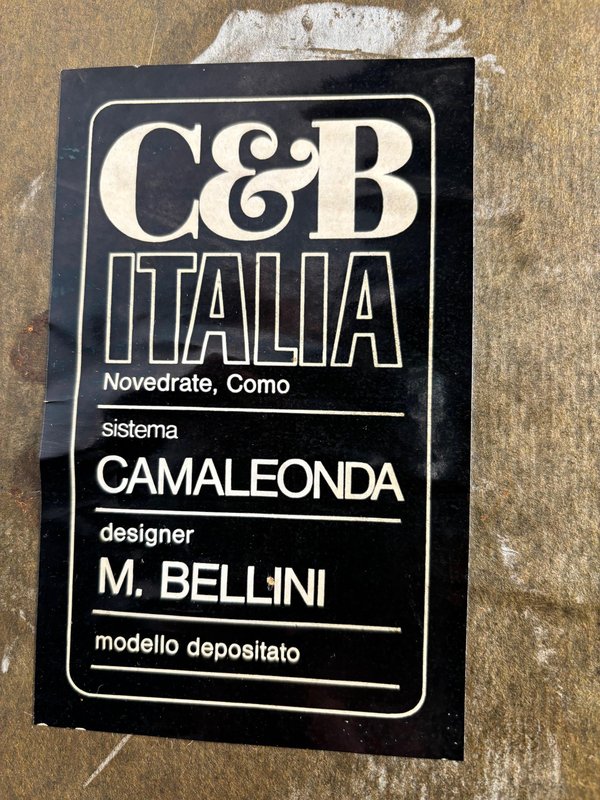 C&B
ITALIA
Novedrate, Como
sistema
CAMALEONDA
designer
M. BELLINI
modello depositato